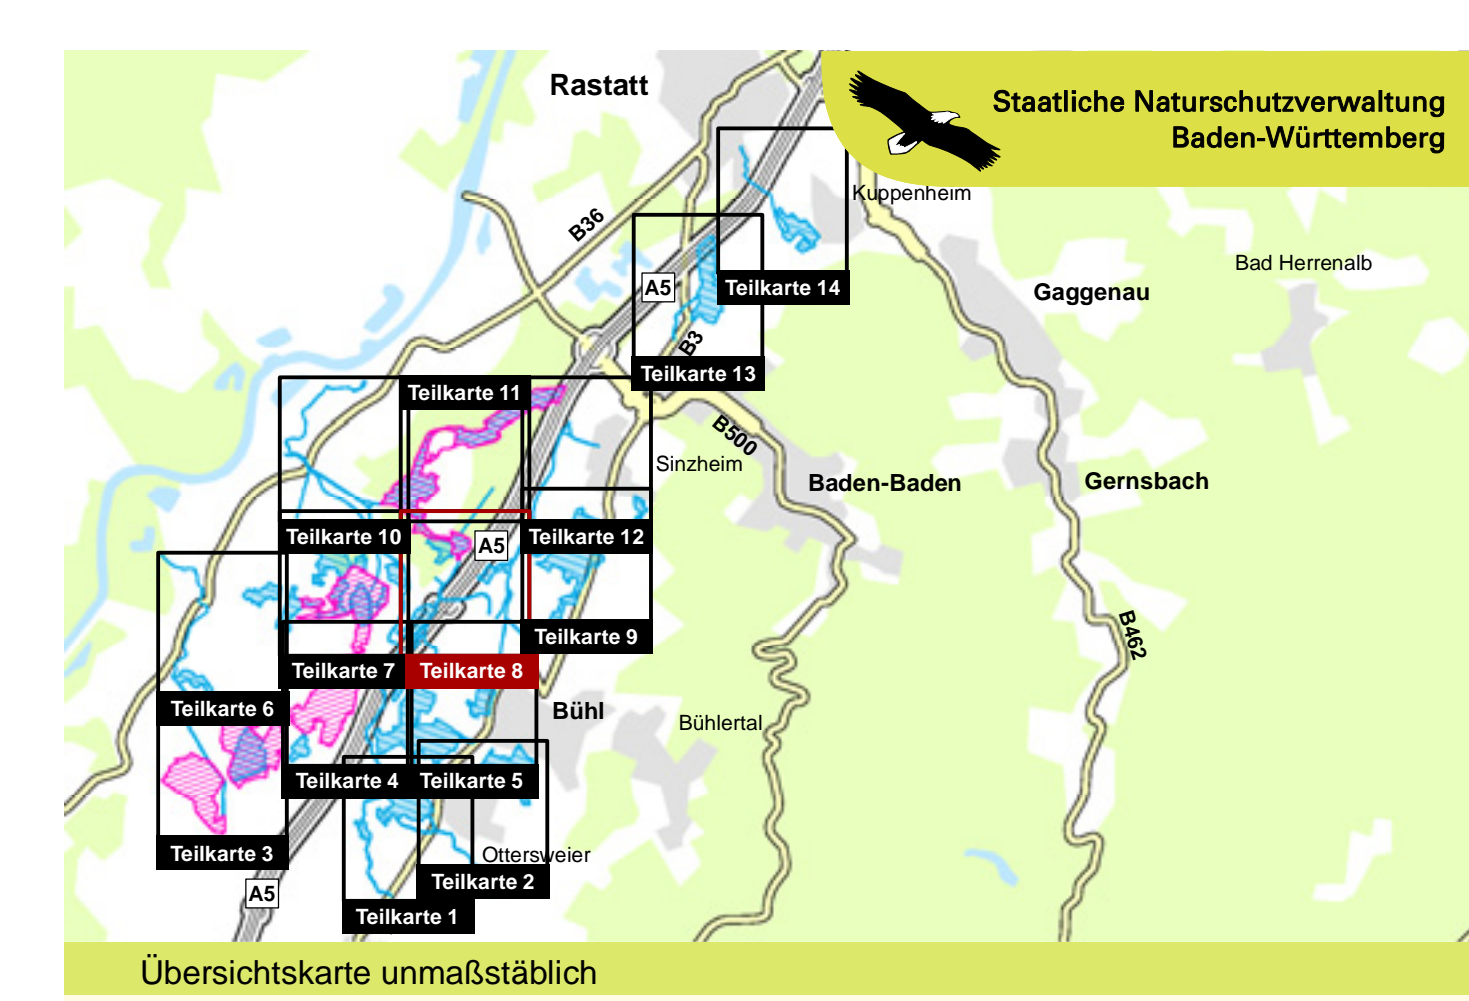 Rastatt
Staatliche Naturschutzverwaltung
Baden-Württemberg
Kuppenheim
B36
Bad Herrenalb
A5
Teilkarte 14
Gaggenau
B3
Teilkarte 13
Teilkarte 11
B500
Sinzheim
Baden-Baden
Gernsbach
Teilkarte 10
A5
Teilkarte 12
Teilkarte 9
B462
Teilkarte 7
Teilkarte 8
Teilkarte 6
Bühl
Bühlertal
Teilkarte 4
Teilkarte 5
Teilkarte 3
Ottersweier
Teilkarte 2
A5
Teilkarte 1
Übersichtskarte unmaßstäblich